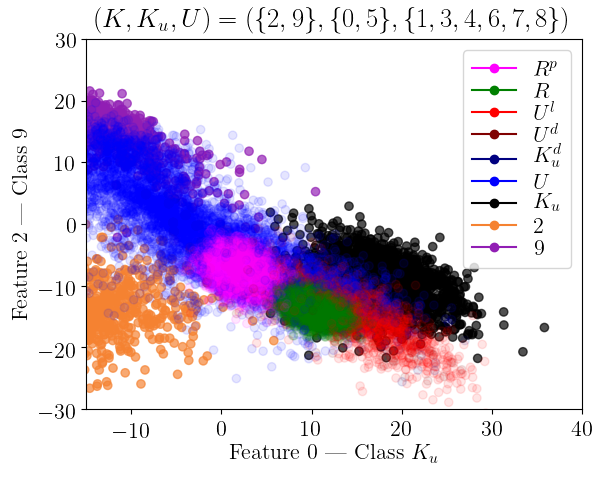 (K, K_u, U) = ({2, 9}, {0, 5}, {1, 3, 4, 6, 7, 8})
30
20
10
0
−10
−20
−30
Feature 2 — Class 9
R^p
R
U^l
U^d
K_u^d
U
K_u
2
9
−10
0
10
20
30
40
Feature 0 — Class K_u